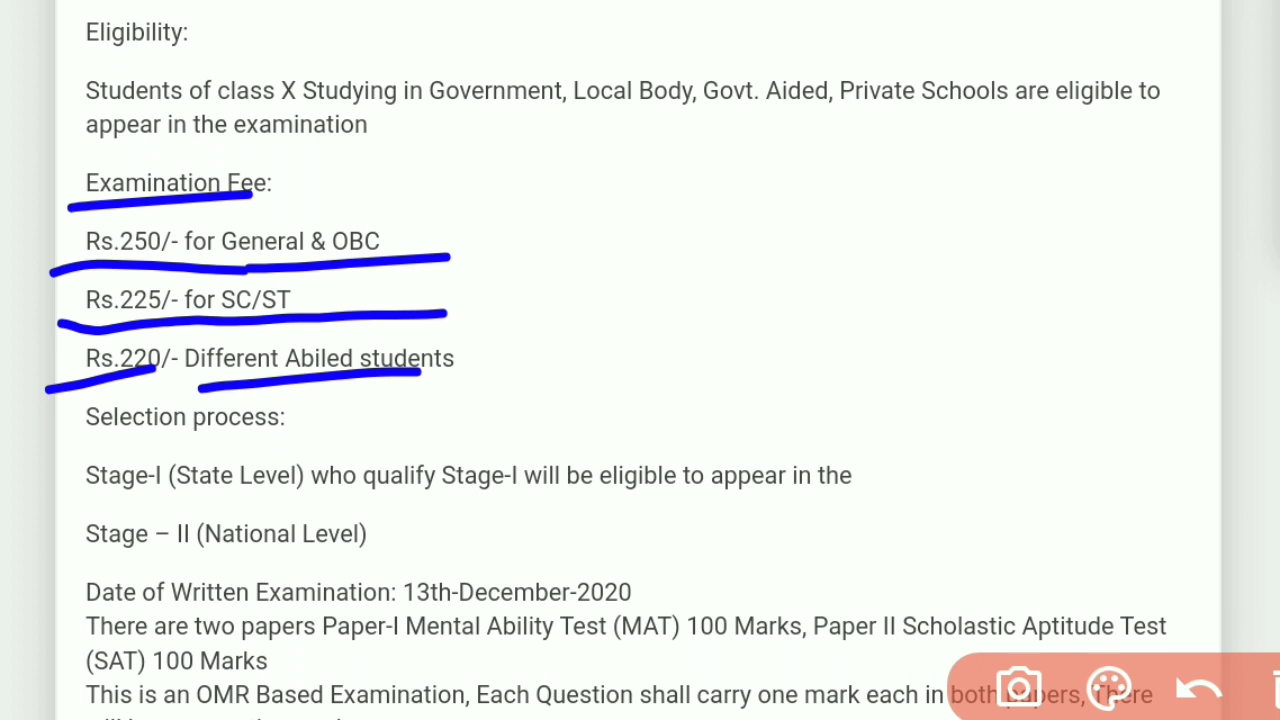 Eligibility:
Students of class X Studying in Government, Local Body, Govt. Aided, Private Schools are eligible to
appear in the examination
Examination Fee:
Rs.250/- for General & OBC
Rs.225/- for SC/ST
Rs.220/- Different Abiled students
Selection process:
Stage-I (State Level) who qualify Stage-I will be eligible to appear in the
Stage – II (National Level)
Date of Written Examination: 13th-December-2020
There are two papers Paper-I Mental Ability Test (MAT) 100 Marks, Paper II Scholastic Aptitude Test
(SAT) 100 Marks
This is an OMR Based Examination, Each Question shall carry one mark each in both papers, There